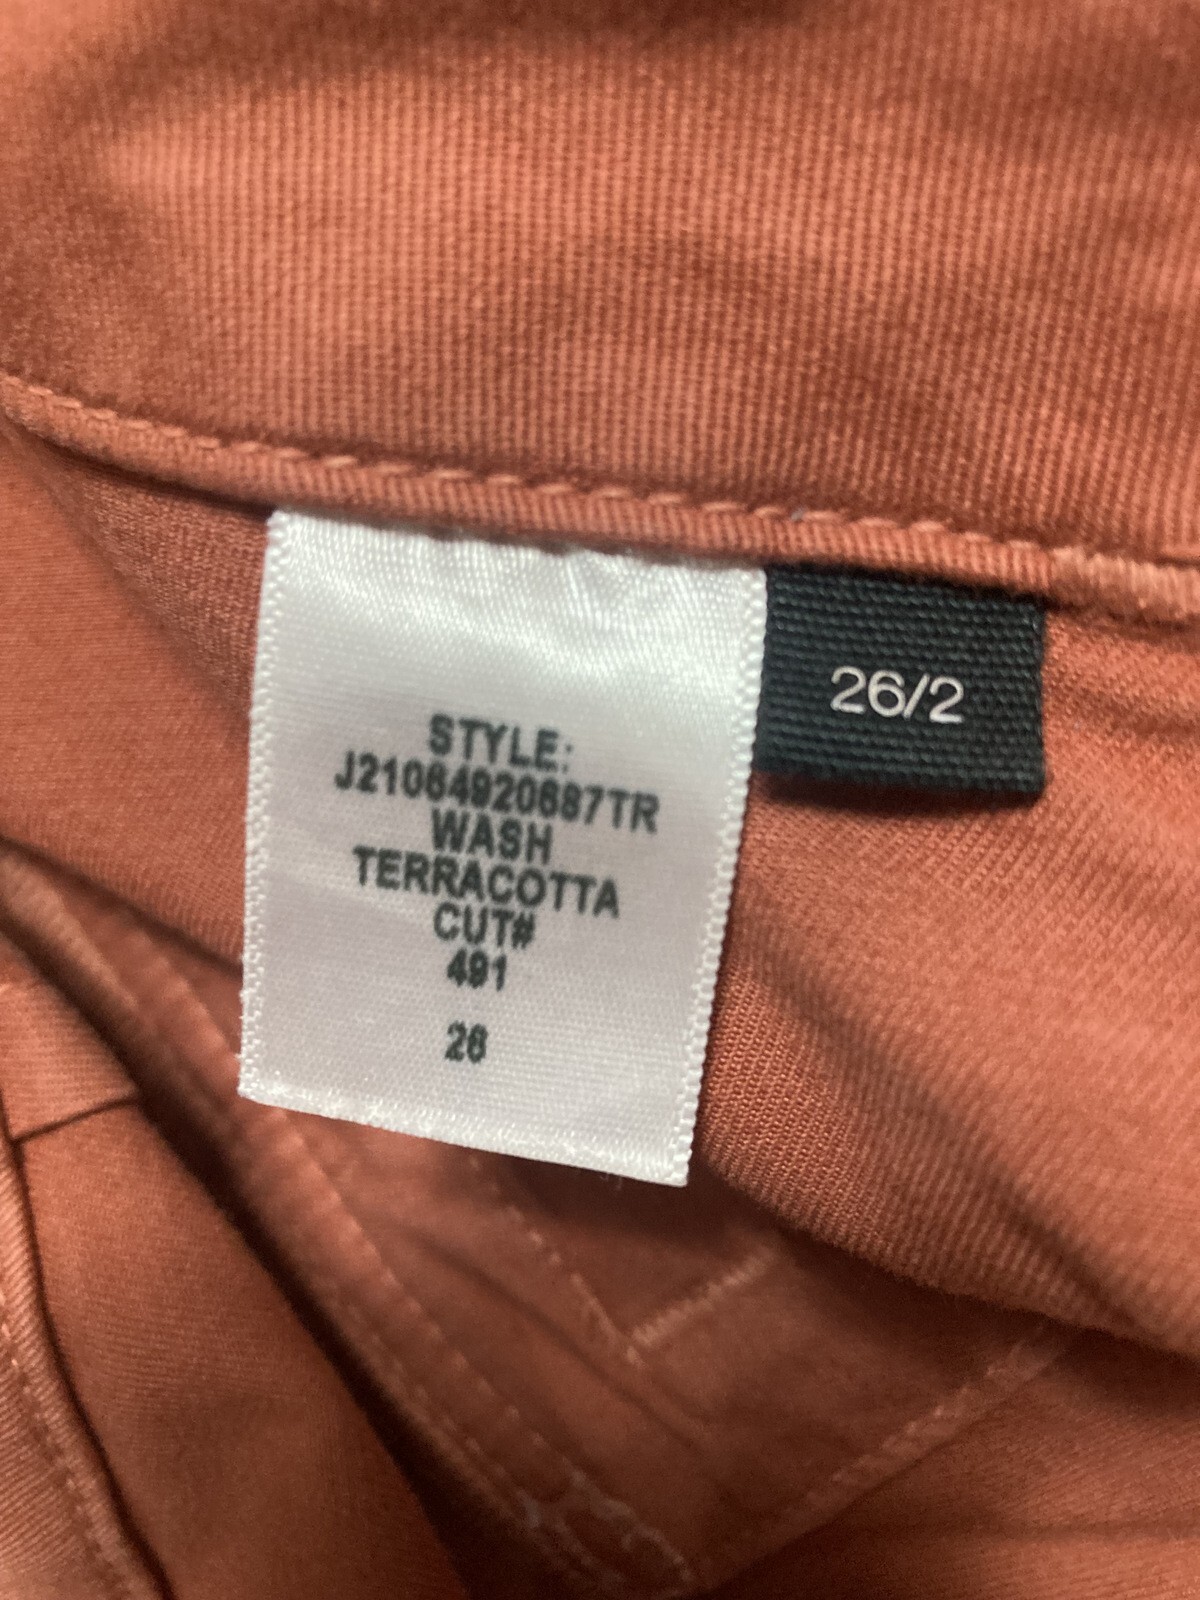 STYLE:
J21064920687TR
WASH
TERRACOTTA
CUT#
491
26
26/2